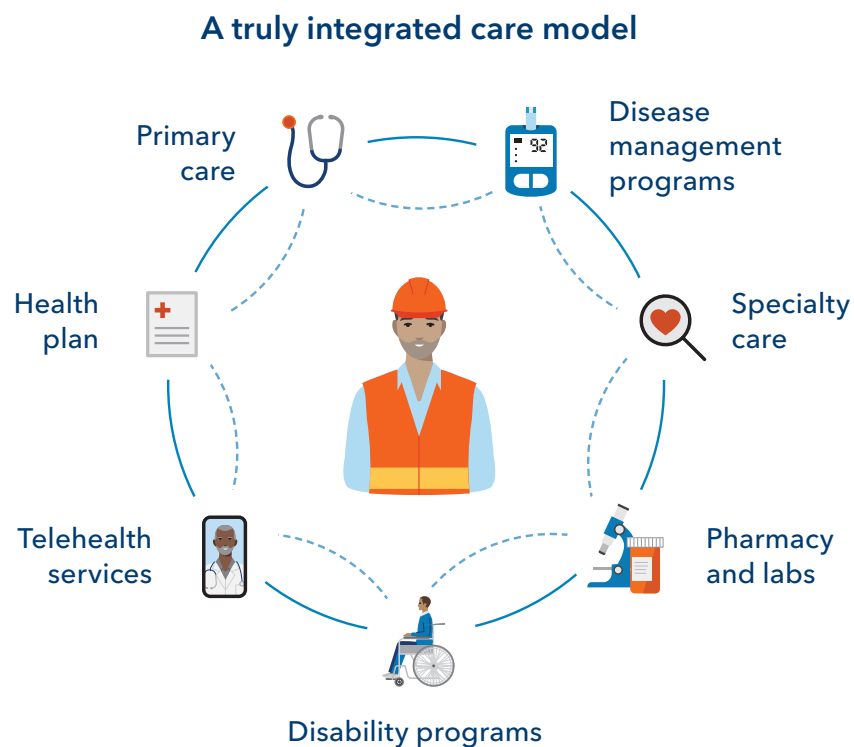 A truly integrated care model
Primary
care
Disease
management
programs
92
Health
plan
Specialty
care
Telehealth
services
Pharmacy
and labs
Disability programs